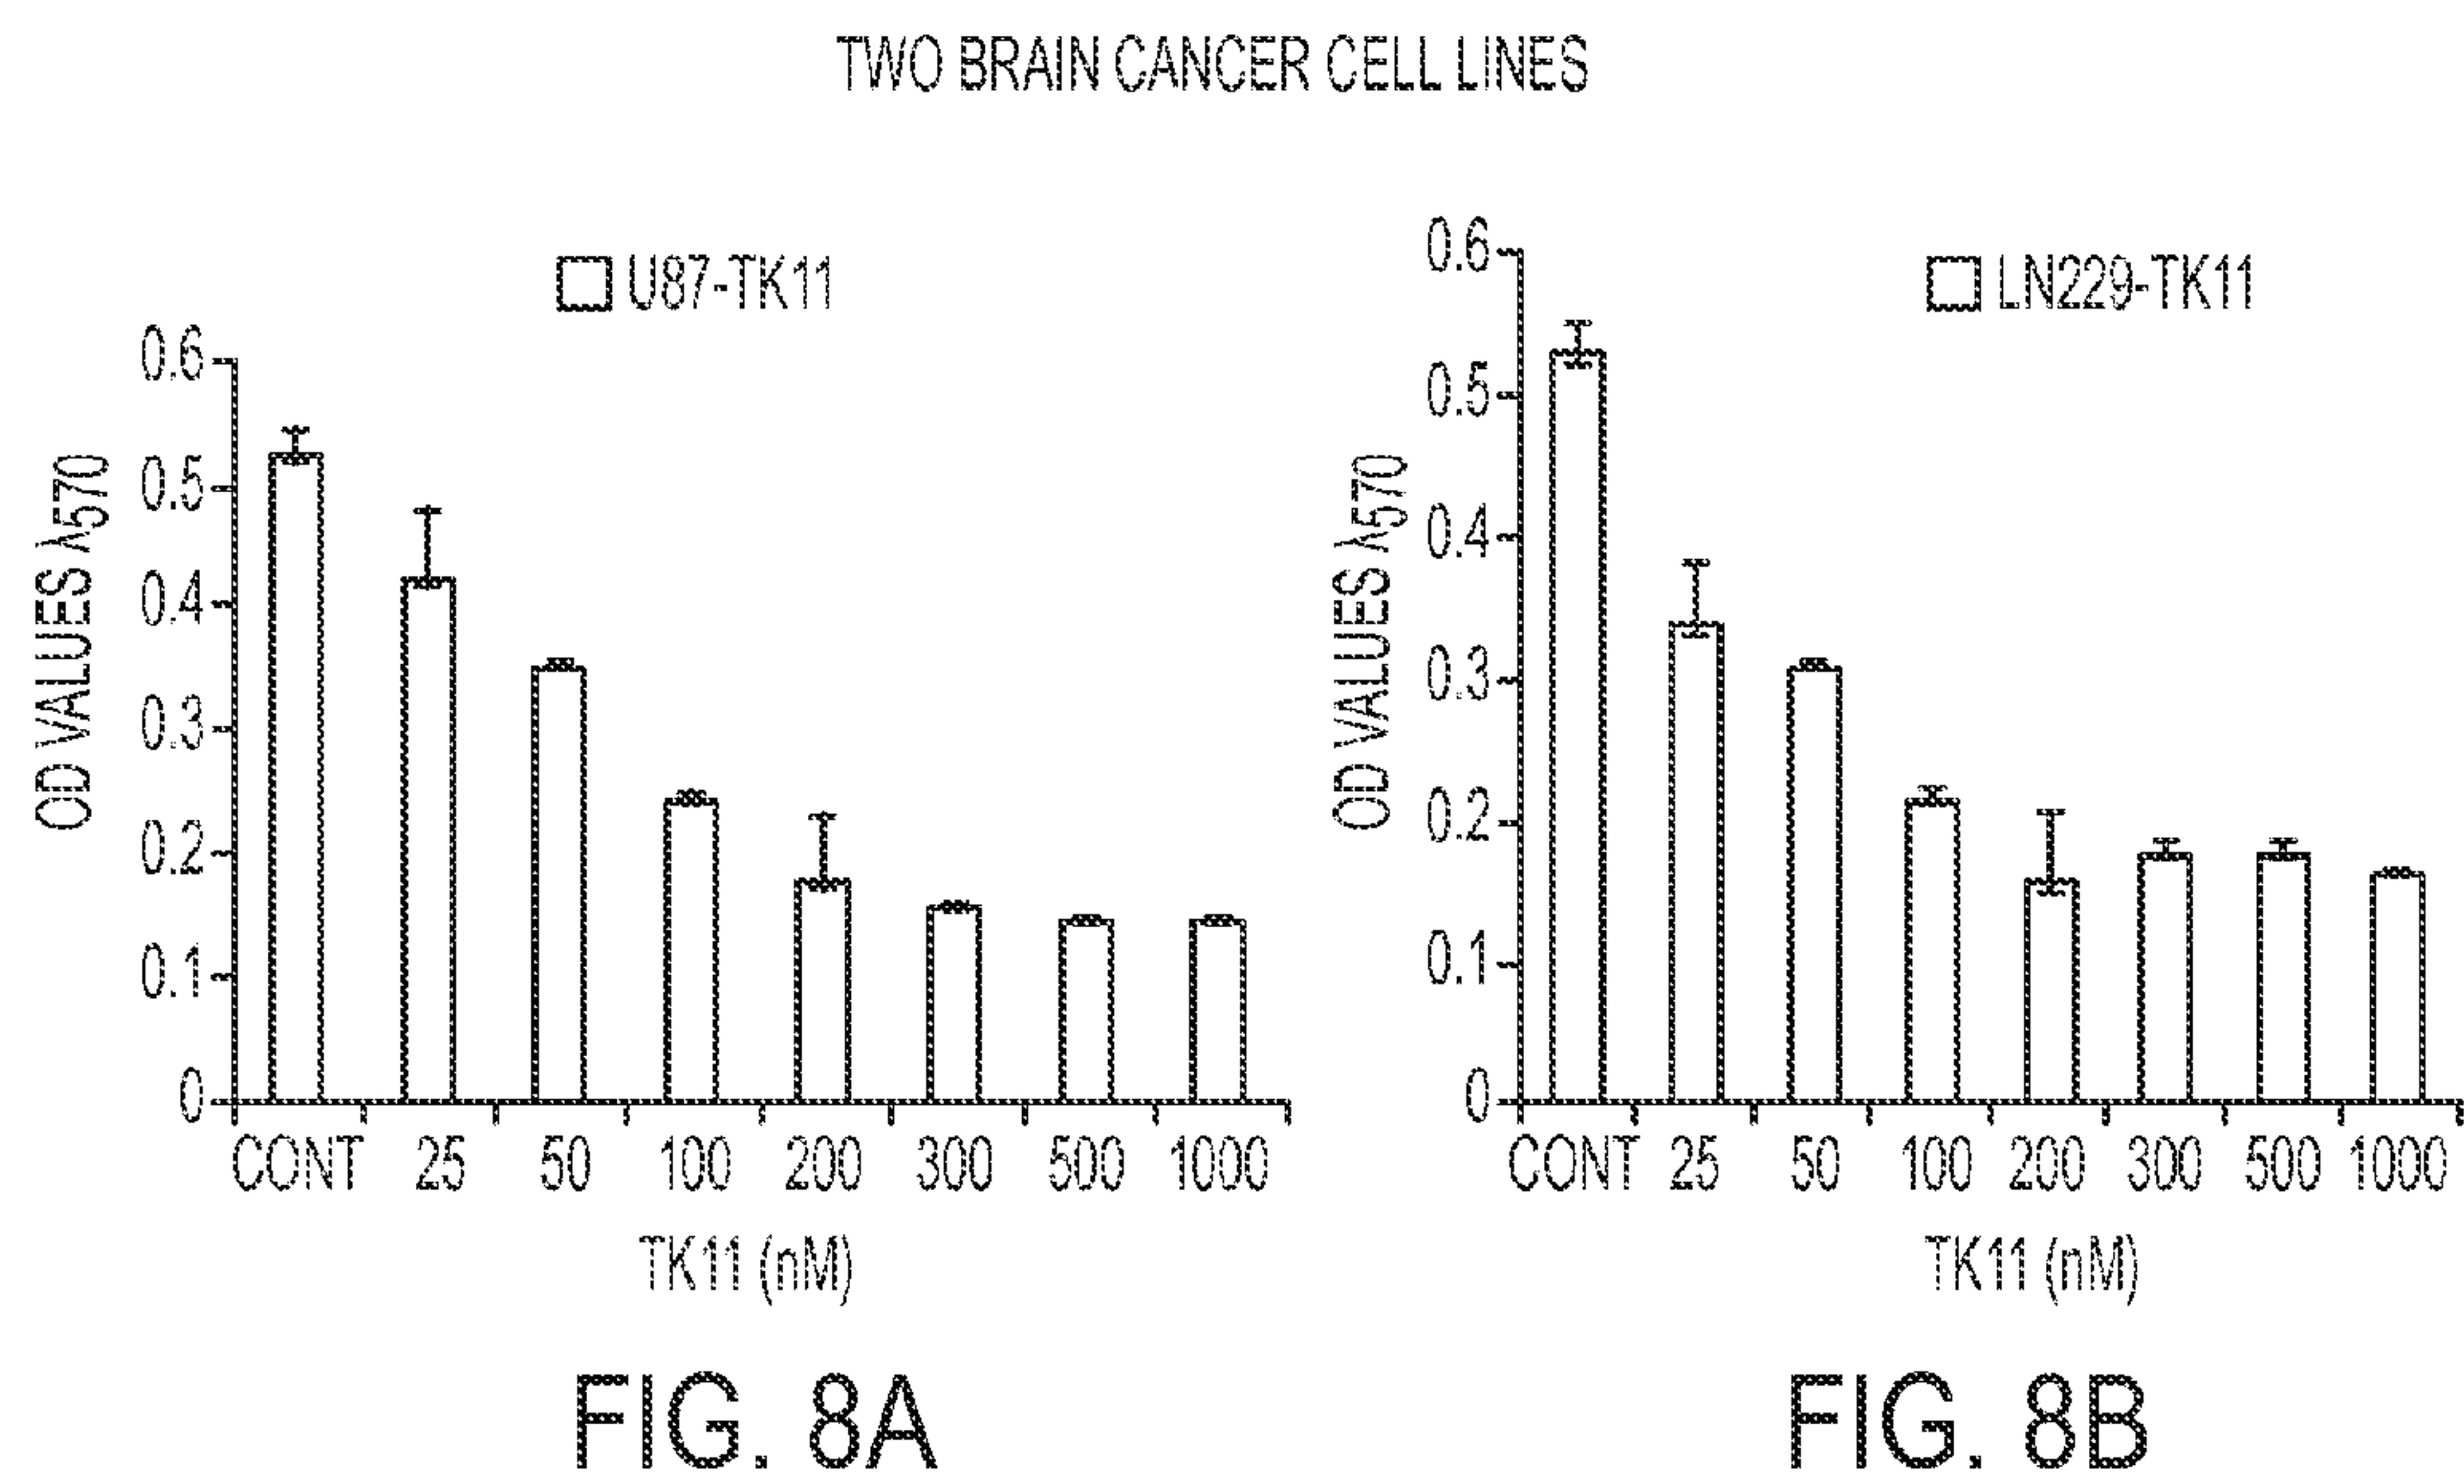 TWO BRAIN CANCER CELL LINES
U87-TK11
OD VALUES λ570
0.6
0.5
0.4
0.3
0.2
0.1
0
CONT 25 50 100 200 300 500 1000
TK11 (nM)
FIG. 8A
LN229-TK11
OD VALUES λ570
0.6
0.5
0.4
0.3
0.2
0.1
0
CONT 25 50 100 200 300 500 1000
TK11 (nM)
FIG. 8B